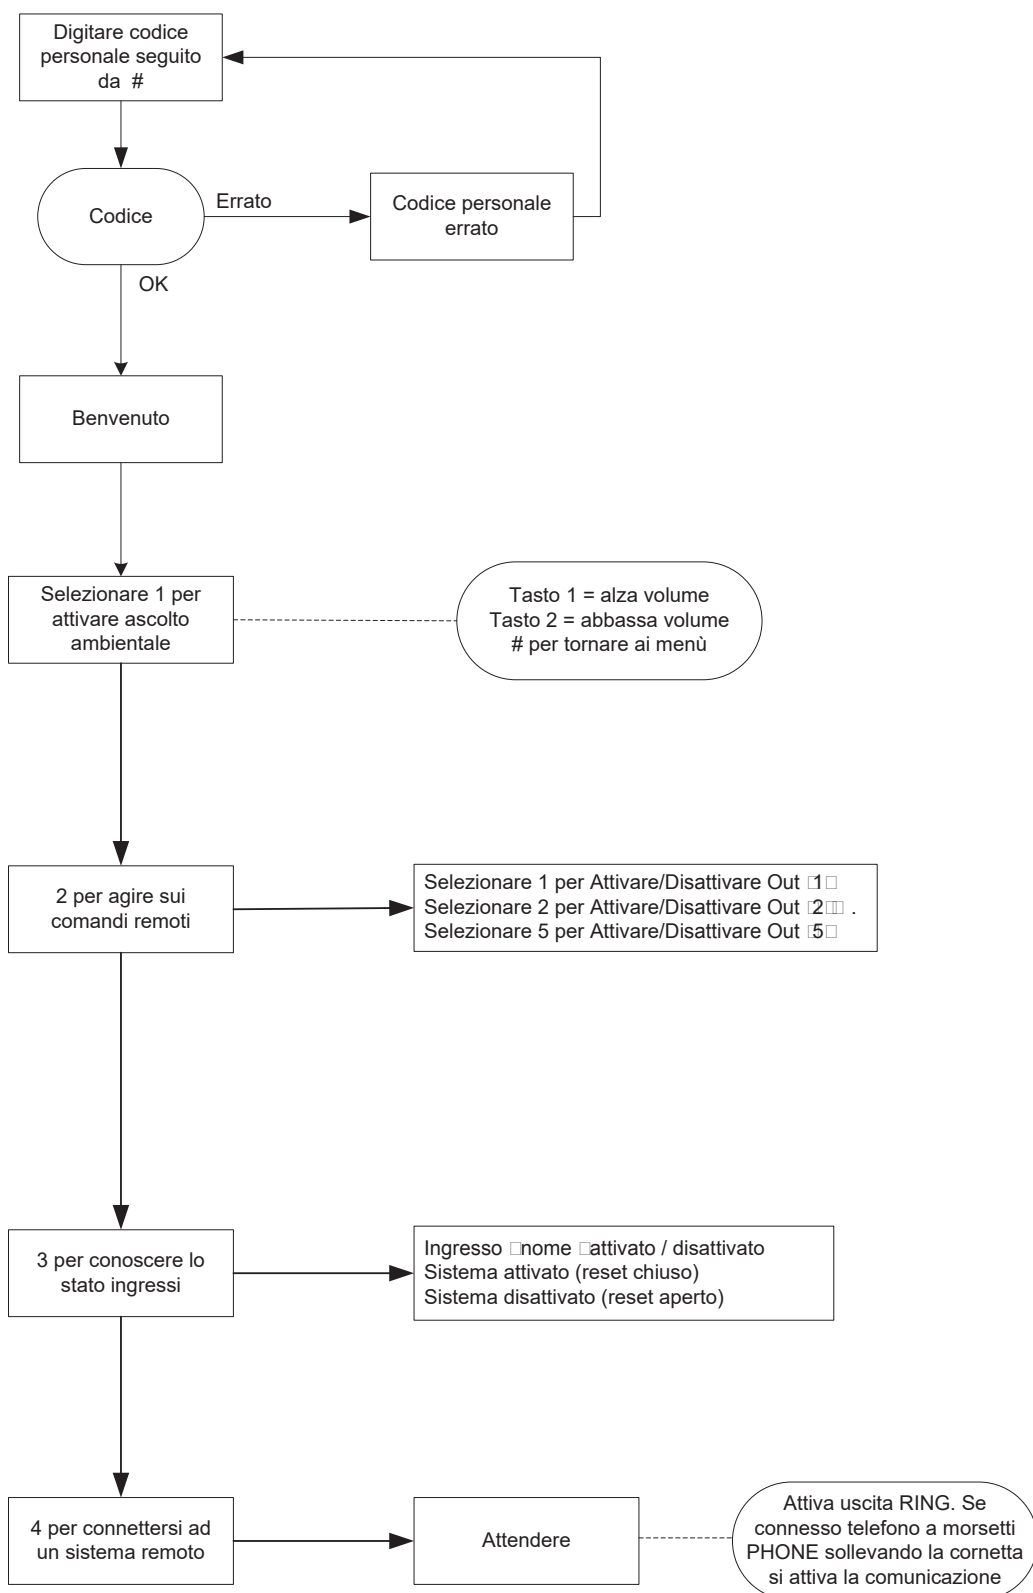 Digitare codice
personale seguito
da #
Codice
Errato
Codice personale
errato
OK
Benvenuto
Selezionare 1 per
attivare ascolto
ambientale
Tasto 1 = alza volume
Tasto 2 = abbassa volume
# per tornare ai menù
2 per agire sui
comandi remoti
Selezionare 1 per Attivare/Disattivare Out □1□
Selezionare 2 per Attivare/Disattivare Out □2□□ .
Selezionare 5 per Attivare/Disattivare Out □5□
3 per conoscere lo
stato ingressi
Ingresso □nome □attivato / disattivato
Sistema attivato (reset chiuso)
Sistema disattivato (reset aperto)
4 per connettersi ad
un sistema remoto
Attendere
Attiva uscita RING. Se
connesso telefono a morsetti
PHONE sollevando la cornetta
si attiva la comunicazione